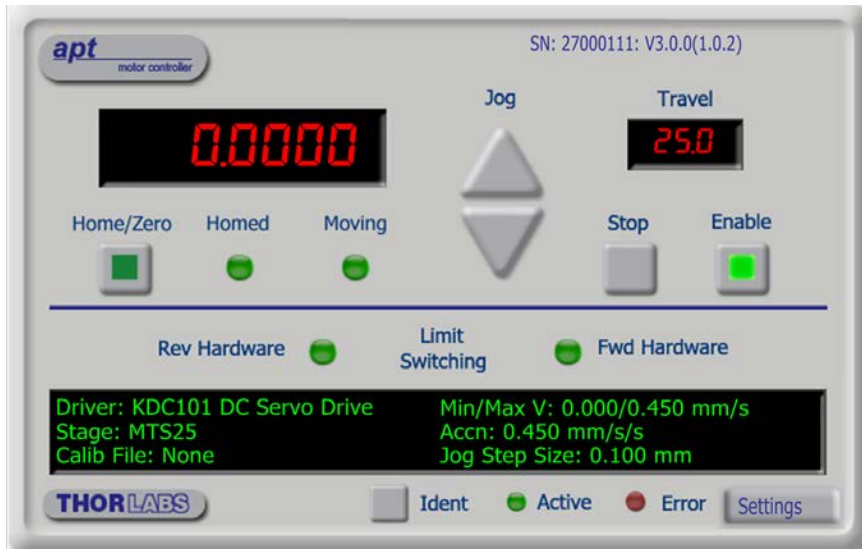 apt
motor controller
SN: 27000111: V3.0.0(1.0.2)
Jog
Travel
0.0000
25.0
Home/Zero
Homed
Moving
Stop
Enable
Rev Hardware
Limit
Switching
Fwd Hardware
Driver: KDC101 DC Servo Drive
Stage: MTS25
Calib File: None
Min/Max V: 0.000/0.450 mm/s
Accn: 0.450 mm/s/s
Jog Step Size: 0.100 mm
THORLABS
Ident
Active
Error
Settings